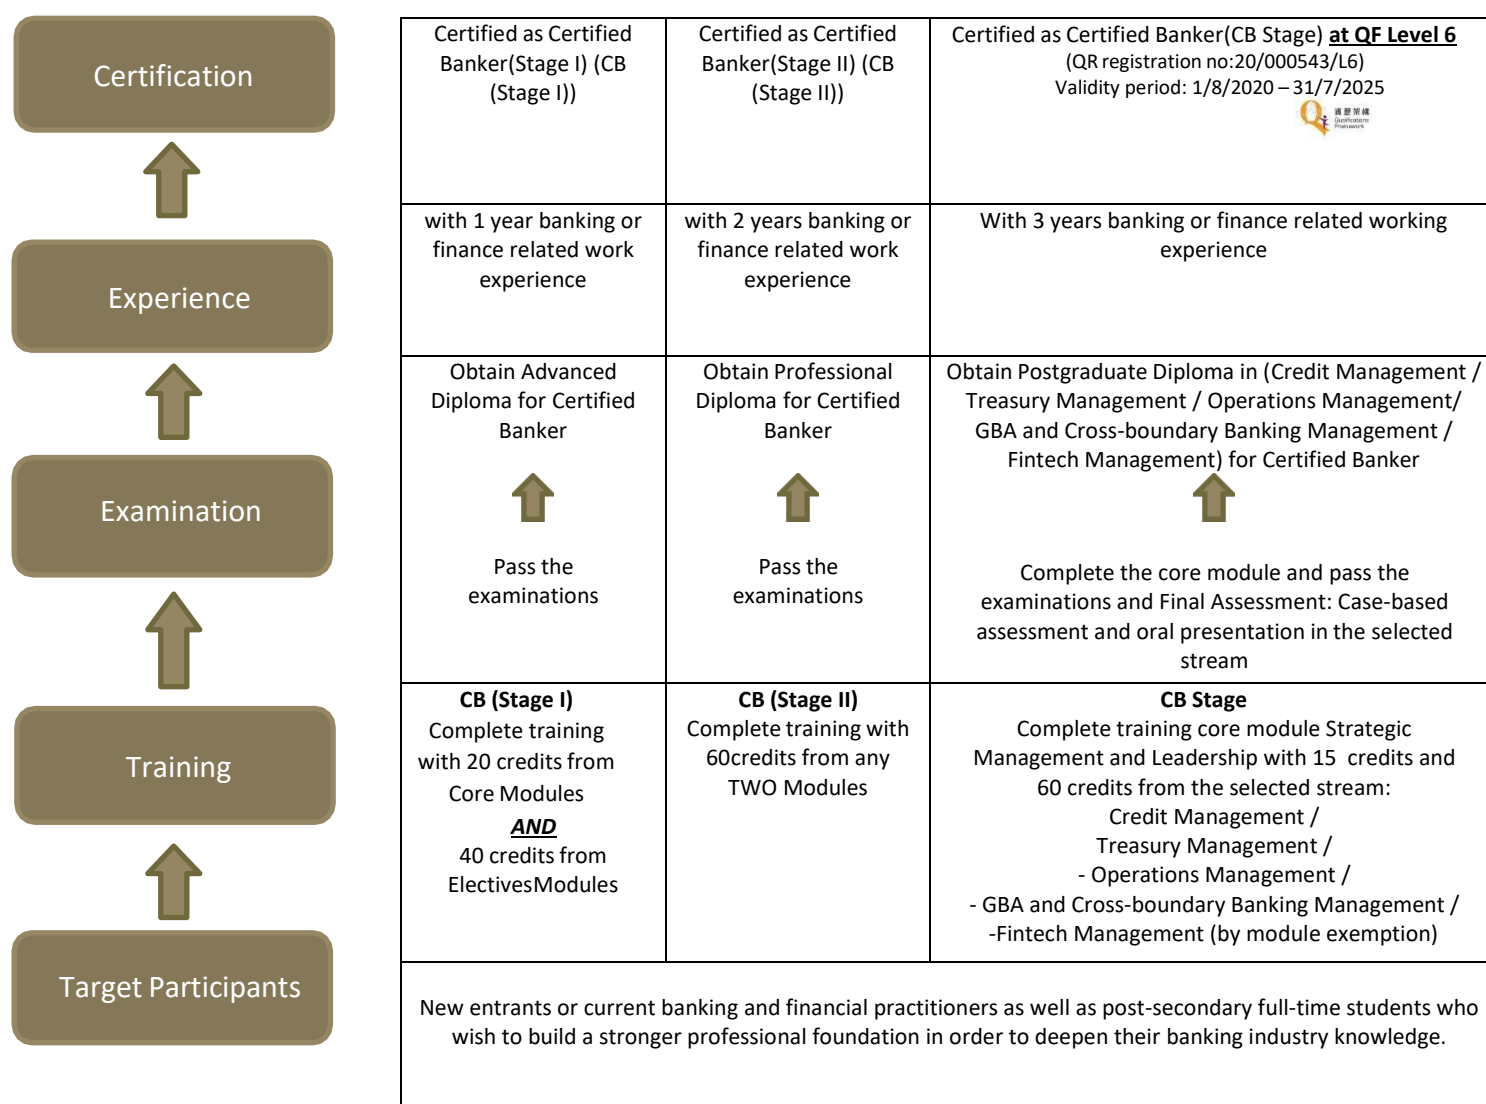 Certification
Certified as Certified
Banker(Stage I) (CB
(Stage I))
Certified as Certified
Banker(Stage II) (CB
(Stage II))
Certified as Certified Banker(CB Stage) at QF Level 6
(QR registration no:20/000543/L6)
Validity period: 1/8/2020 – 31/7/2025
資歷架構
Qualifications
Framework
Experience
with 1 year banking or
finance related work
experience
with 2 years banking or
finance related work
experience
With 3 years banking or finance related working
experience
Examination
Obtain Advanced
Diploma for Certified
Banker
Pass the
examinations
Obtain Professional
Diploma for Certified
Banker
Pass the
examinations
Obtain Postgraduate Diploma in (Credit Management /
Treasury Management / Operations Management/
GBA and Cross-boundary Banking Management /
Fintech Management) for Certified Banker
Complete the core module and pass the
examinations and Final Assessment: Case-based
assessment and oral presentation in the selected
stream
Training
CB (Stage I)
Complete training
with 20 credits from
Core Modules
AND
40 credits from
ElectivesModules
CB (Stage II)
Complete training with
60credits from any
TWO Modules
CB Stage
Complete training core module Strategic
Management and Leadership with 15 credits and
60 credits from the selected stream:
Credit Management /
Treasury Management /
- Operations Management /
- GBA and Cross-boundary Banking Management /
-Fintech Management (by module exemption)
Target Participants
New entrants or current banking and financial practitioners as well as post-secondary full-time students who
wish to build a stronger professional foundation in order to deepen their banking industry knowledge.